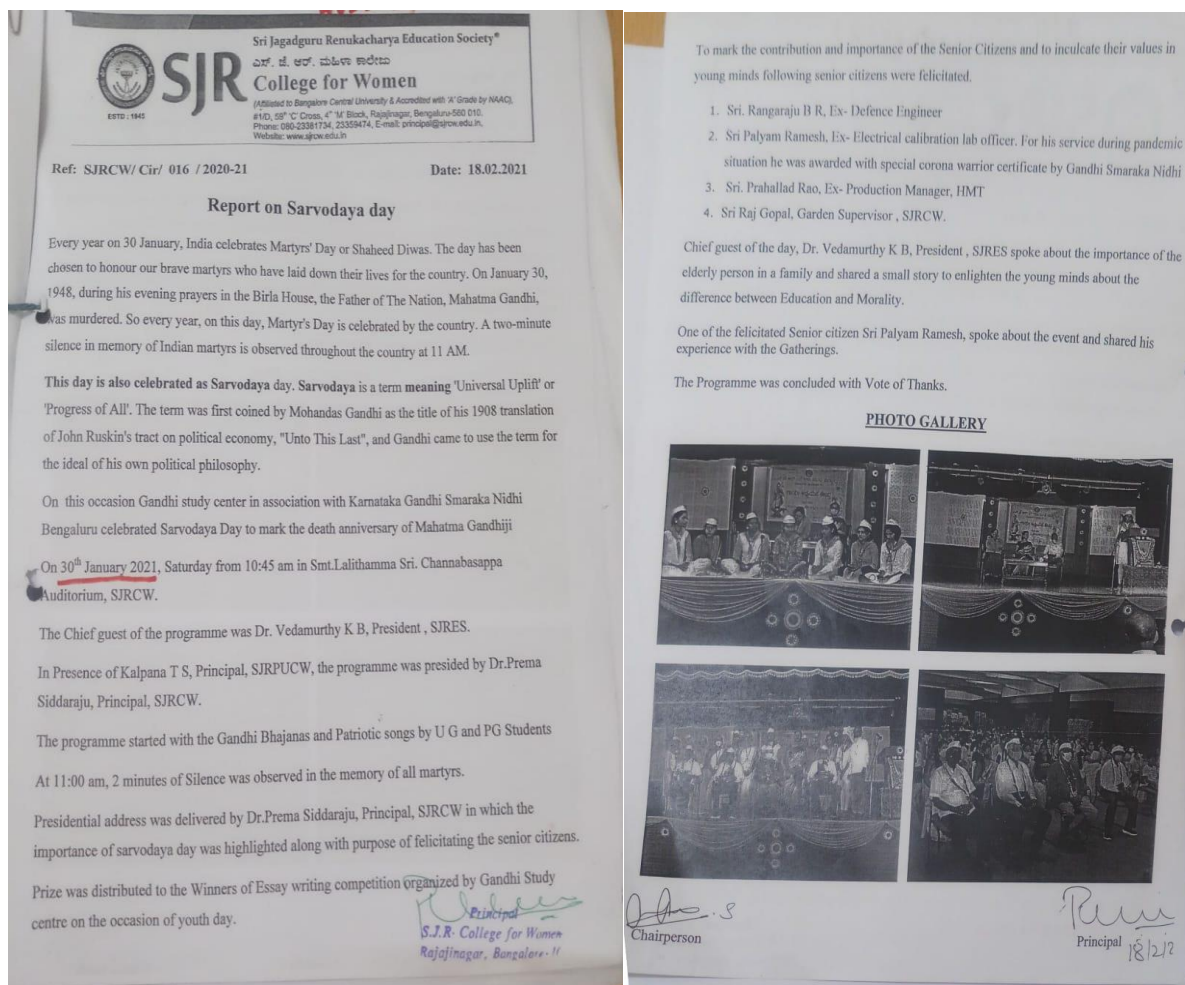 Sri Jagadguru Renukacharya Education Society®
ಎಸ್. ಜೆ. ಆರ್. ಮಹಿಳಾ ಕಾಲೇಜು
SJR
College for Women
ESTD : 1945
(Affiliated to Bangalore Central University & Accredited with 'A' Grade by NAAC),
#1/D, 59th 'C' Cross, 4th 'M' Block, Rajajinagar, Bengaluru-560 010.
Phone: 080-23381734, 23359474, E-mail: principal@sjrcw.edu.in,
Website: www.sjrcw.edu.in
Ref: SJRCW/ Cir/ 016 / 2020-21
Date: 18.02.2021
Report on Sarvodaya day
Every year on 30 January, India celebrates Martyrs' Day or Shaheed Diwas. The day has been
chosen to honour our brave martyrs who have laid down their lives for the country. On January 30,
1948, during his evening prayers in the Birla House, the Father of The Nation, Mahatma Gandhi,
was murdered. So every year, on this day, Martyr's Day is celebrated by the country. A two-minute
silence in memory of Indian martyrs is observed throughout the country at 11 AM.
This day is also celebrated as Sarvodaya day. Sarvodaya is a term meaning 'Universal Uplift' or
'Progress of All'. The term was first coined by Mohandas Gandhi as the title of his 1908 translation
of John Ruskin's tract on political economy, "Unto This Last", and Gandhi came to use the term for
the ideal of his own political philosophy.
On this occasion Gandhi study center in association with Karnataka Gandhi Smaraka Nidhi
Bengaluru celebrated Sarvodaya Day to mark the death anniversary of Mahatma Gandhiji
On 30th January 2021, Saturday from 10:45 am in Smt.Lalithamma Sri. Channabasappa
Auditorium, SJRCW.
The Chief guest of the programme was Dr. Vedamurthy K B, President , SJRES.
In Presence of Kalpana T S, Principal, SJRPUCW, the programme was presided by Dr.Prema
Siddaraju, Principal, SJRCW.
The programme started with the Gandhi Bhajanas and Patriotic songs by U G and PG Students
At 11:00 am, 2 minutes of Silence was observed in the memory of all martyrs.
Presidential address was delivered by Dr.Prema Siddaraju, Principal, SJRCW in which the
importance of sarvodaya day was highlighted along with purpose of felicitating the senior citizens.
Prize was distributed to the Winners of Essay writing competition organized by Gandhi Study
centre on the occasion of youth day.
Principal
S.J.R. College for Women
Rajajinagar, Bangalore-
To mark the contribution and importance of the Senior Citizens and to inculcate their values in
young minds following senior citizens were felicitated.
1. Sri. Rangaraju B R, Ex- Defence Engineer
2. Sri Palyam Ramesh, Ex- Electrical calibration lab officer. For his service during pandemic
situation he was awarded with special corona warrior certificate by Gandhi Smaraka Nidhi
3. Sri. Prahallad Rao, Ex- Production Manager, HMT
4. Sri Raj Gopal, Garden Supervisor , SJRCW.
Chief guest of the day, Dr. Vedamurthy K B, President , SJRES spoke about the importance of the
elderly person in a family and shared a small story to enlighten the young minds about the
difference between Education and Morality.
One of the felicitated Senior citizen Sri Palyam Ramesh, spoke about the event and shared his
experience with the Gatherings.
The Programme was concluded with Vote of Thanks.
PHOTO GALLERY
Chairperson
Principal
18/2/2